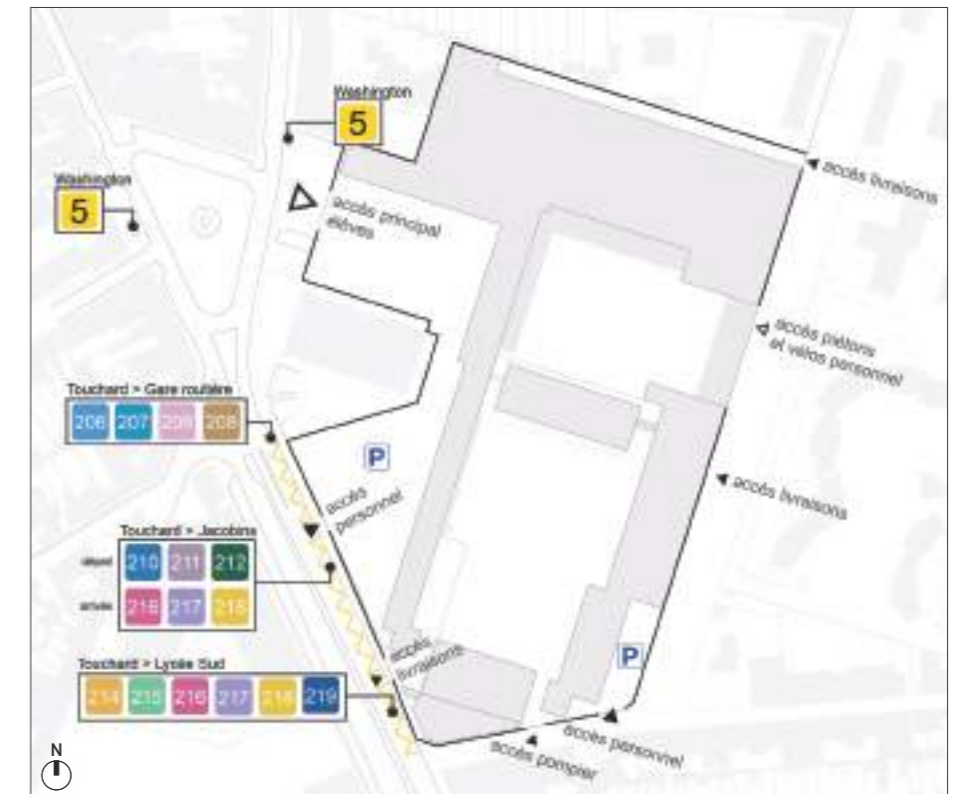 Washington
5
Washington
5
accès principal
élèves
accès livraisons
accès piétons
et vélos personnel
Touchard > Gare routière
206 207 208
P
accès
personnel
accès livraisons
Touchard > Jacobins
départ 210 211 212
arrivée 216 217 218
accès
livraisons
P
Touchard > Lycée Sud
214 215 216 217 218 219
accès personnel
accès pompier
N